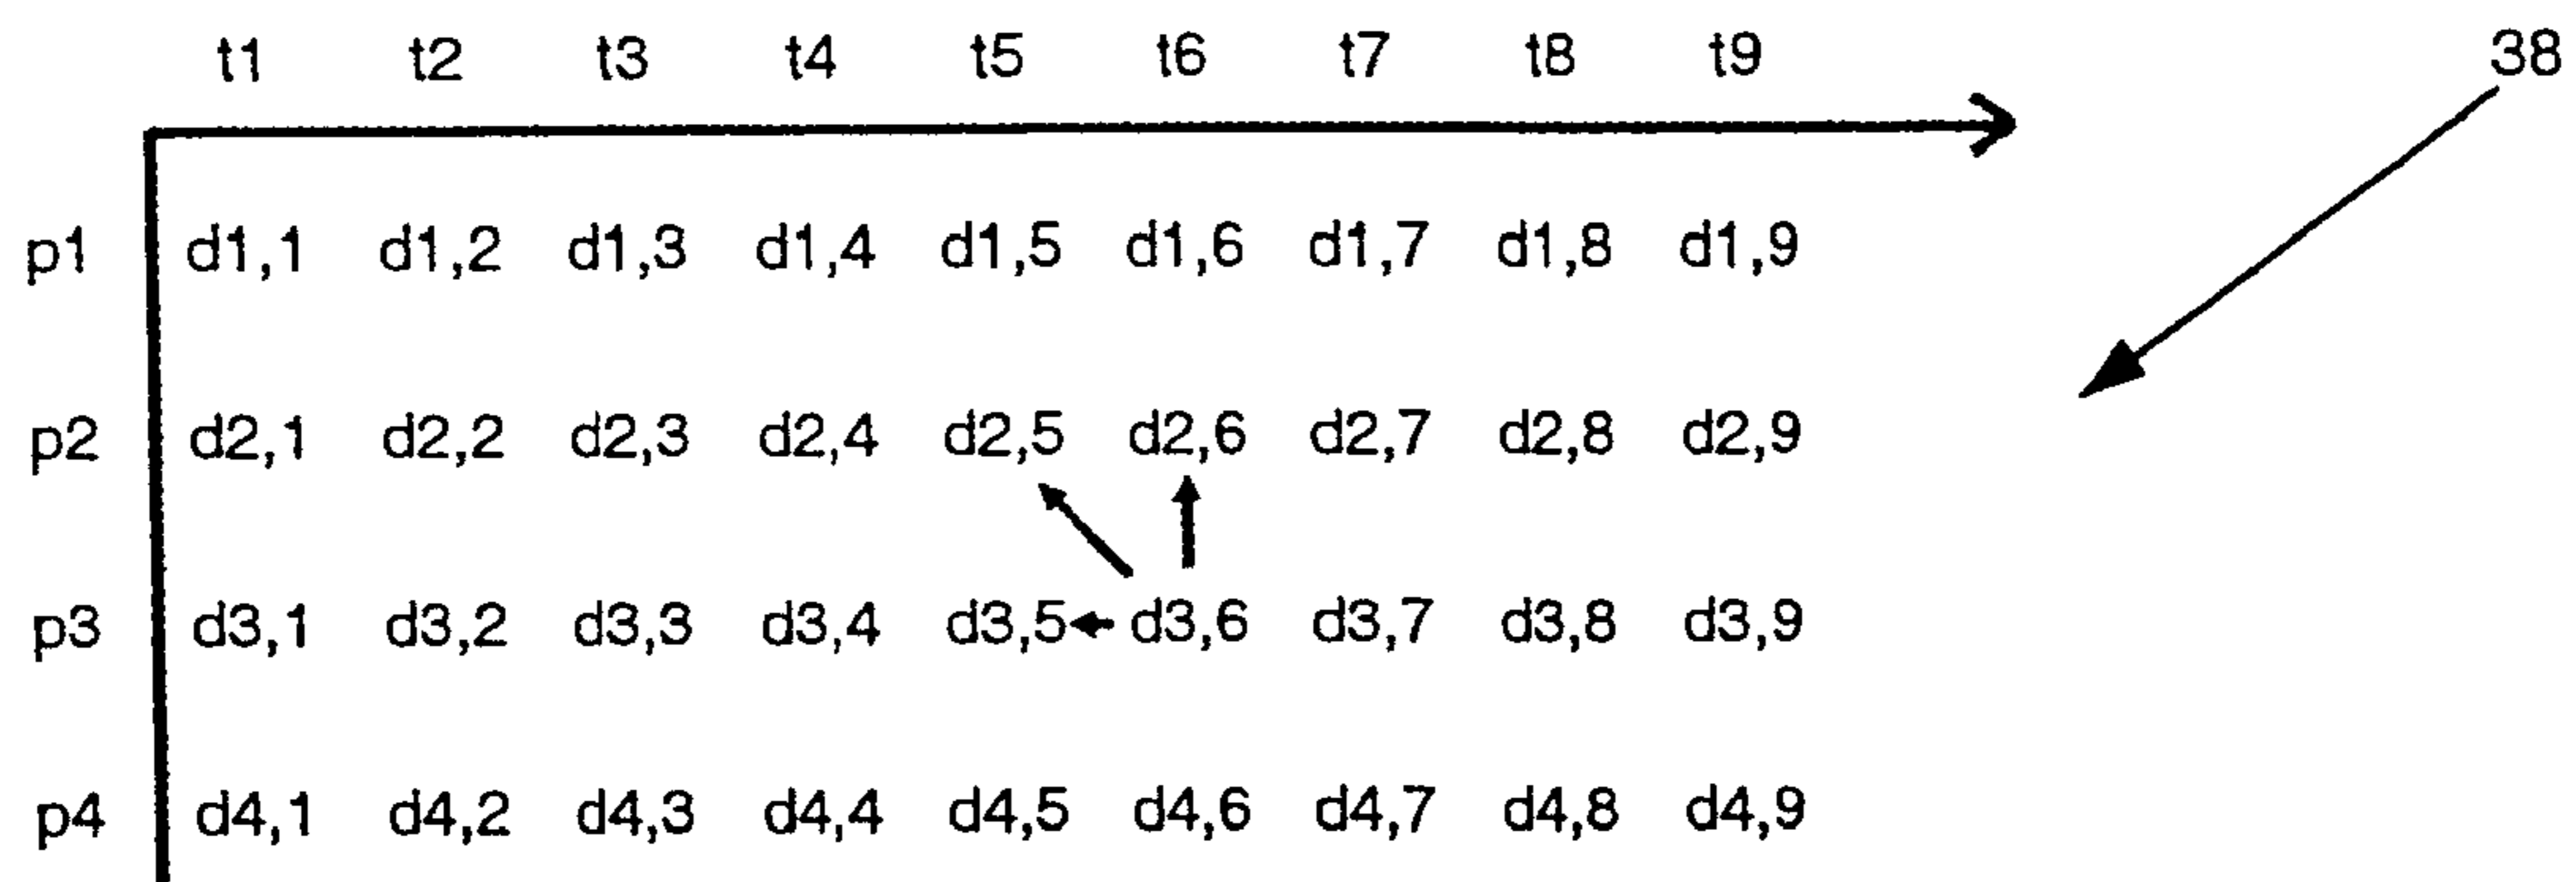 t1 t2 t3 t4 t5 t6 t7 t8 t9 38
p1 d1,1 d1,2 d1,3 d1,4 d1,5 d1,6 d1,7 d1,8 d1,9
p2 d2,1 d2,2 d2,3 d2,4 d2,5 d2,6 d2,7 d2,8 d2,9
p3 d3,1 d3,2 d3,3 d3,4 d3,5 d3,6 d3,7 d3,8 d3,9
p4 d4,1 d4,2 d4,3 d4,4 d4,5 d4,6 d4,7 d4,8 d4,9